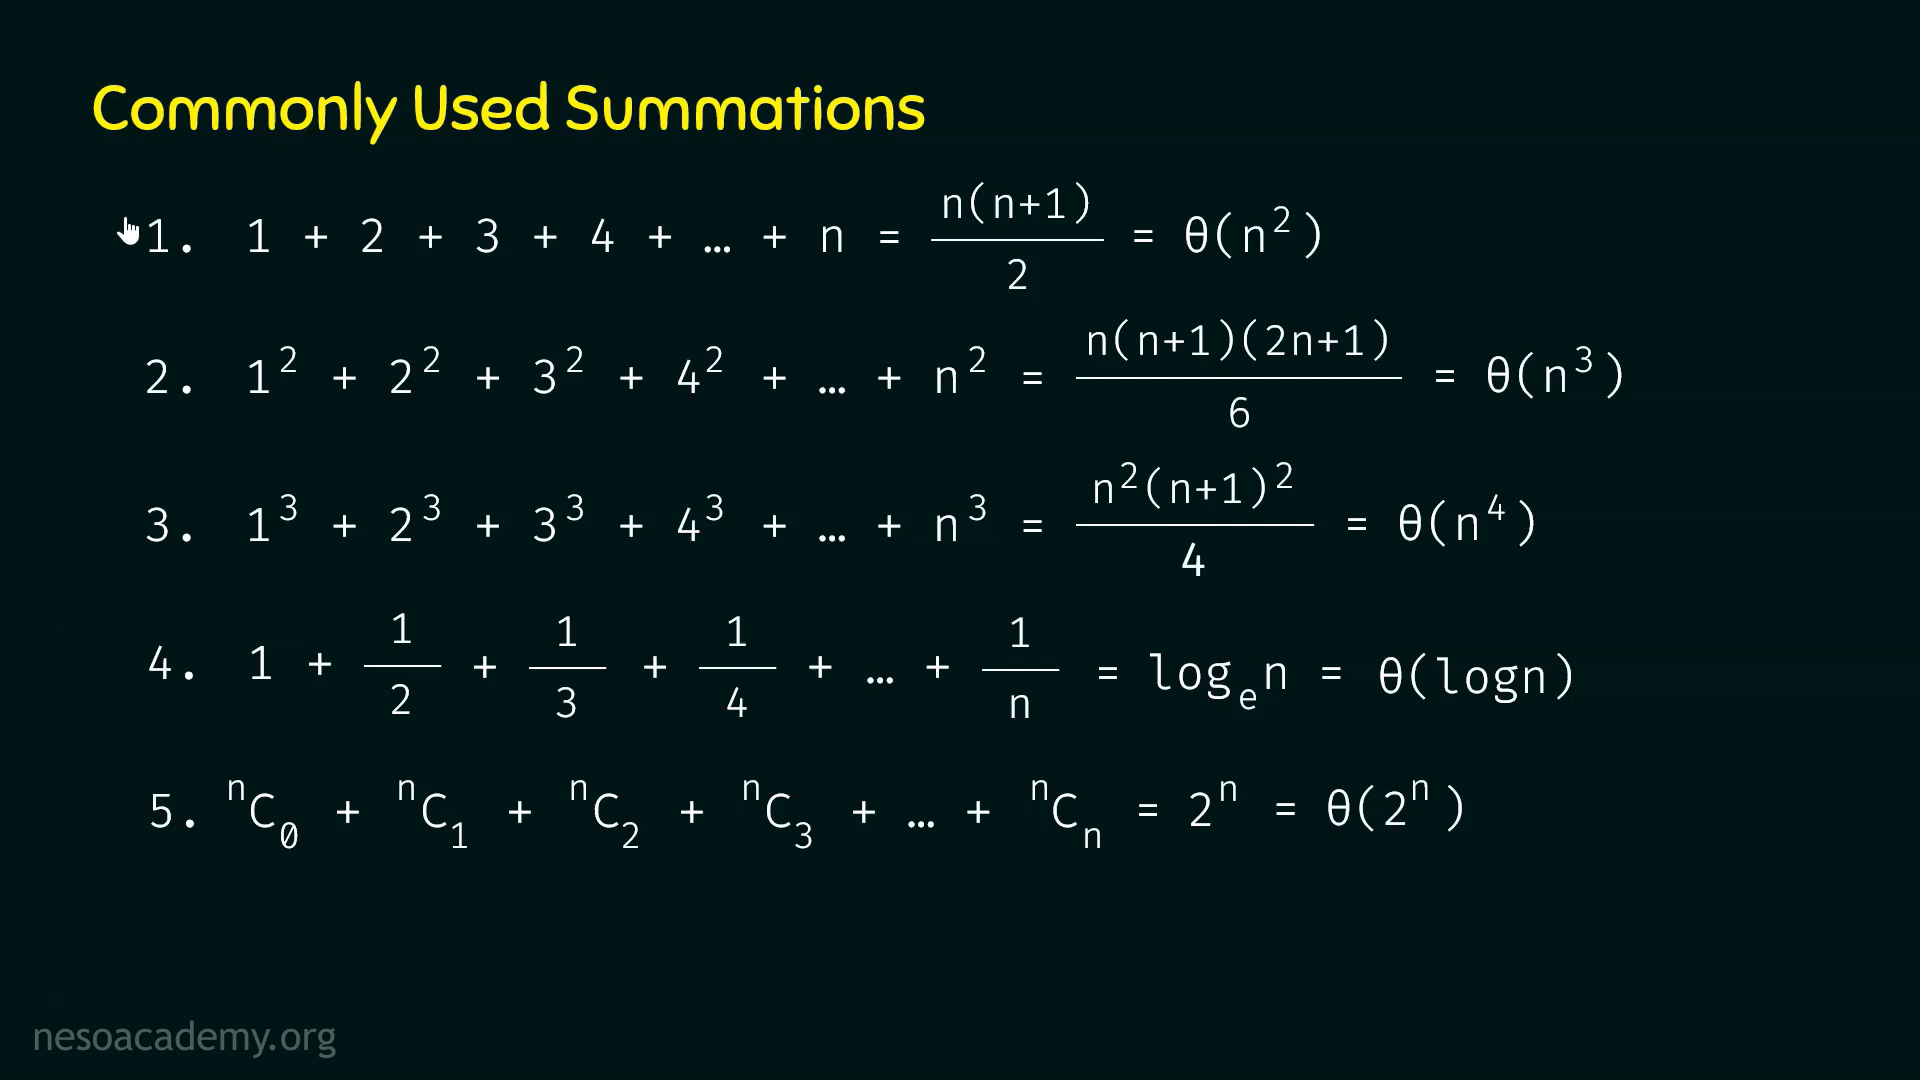 Commonly Used Summations
1. 1 + 2 + 3 + 4 + … + n = n(n+1)/2 = θ(n²)
2. 1² + 2² + 3² + 4² + … + n² = n(n+1)(2n+1)/6 = θ(n³)
3. 1³ + 2³ + 3³ + 4³ + … + n³ = n²(n+1)²/4 = θ(n⁴)
4. 1 + 1/2 + 1/3 + 1/4 + … + 1/n = logₑn = θ(logn)
5. ⁿC₀ + ⁿC₁ + ⁿC₂ + ⁿC₃ + … + ⁿCₙ = 2ⁿ = θ(2ⁿ)
nesoacademy.org